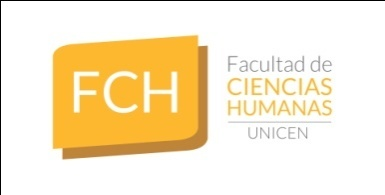 FCH
Facultad de
CIENCIAS
HUMANAS
UNICEN